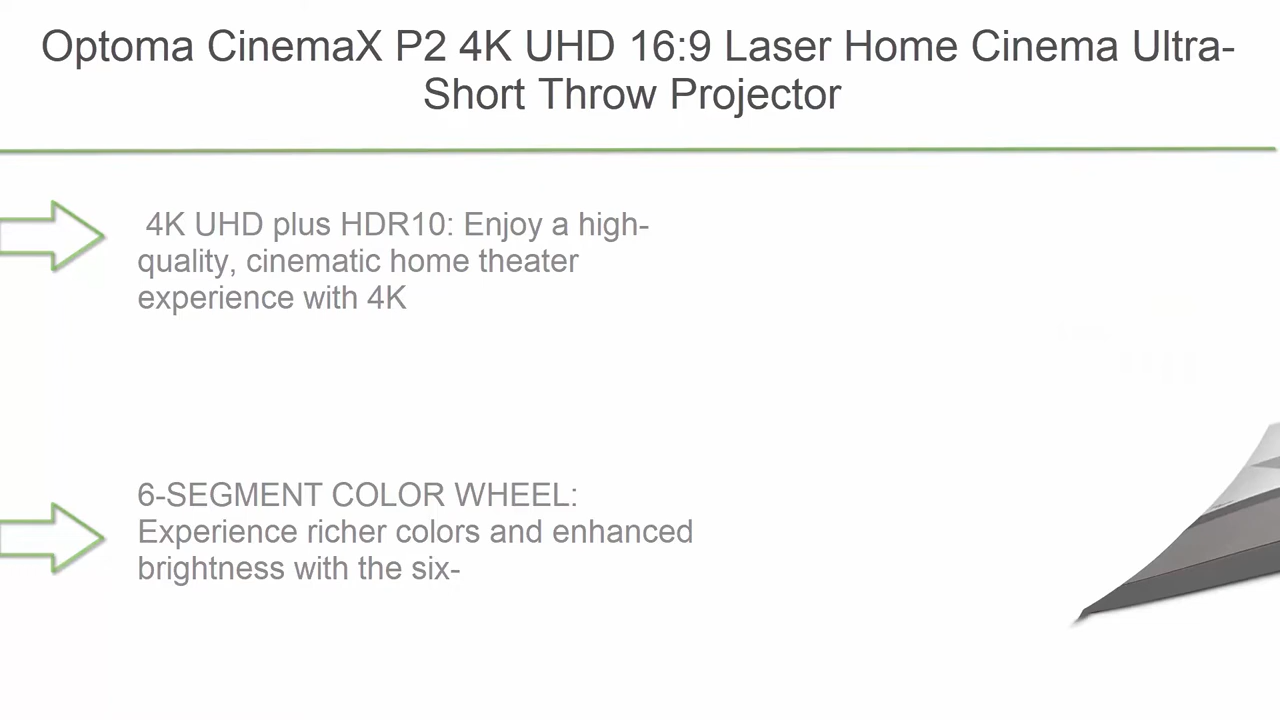 Optoma CinemaX P2 4K UHD 16:9 Laser Home Cinema Ultra-
Short Throw Projector
4K UHD plus HDR10: Enjoy a high-
quality, cinematic home theater
experience with 4K
6-SEGMENT COLOR WHEEL:
Experience richer colors and enhanced
brightness with the six-